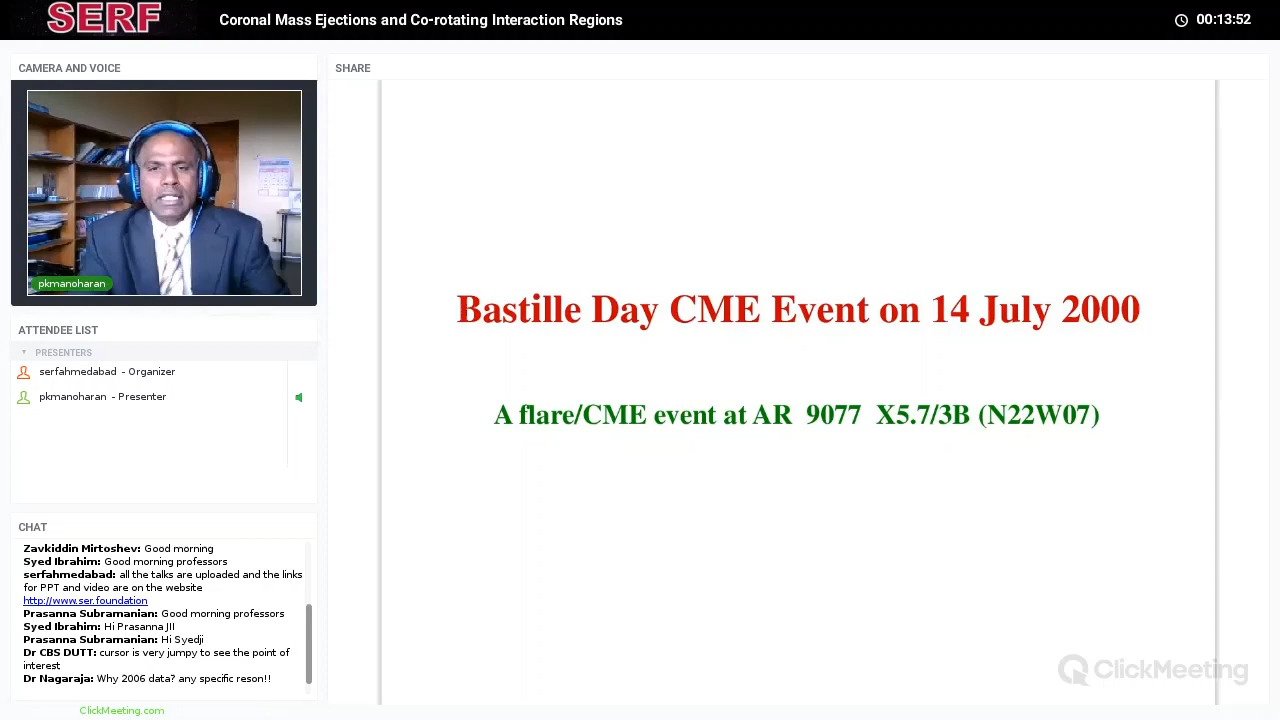 SERF
Coronal Mass Ejections and Co-rotating Interaction Regions
00:13:52
CAMERA AND VOICE
pkmanoharan
ATTENDEE LIST
PRESENTERS
serfahmedabad - Organizer
pkmanoharan - Presenter
CHAT
Zavkiddin Mirtoshev: Good morning
Syed Ibrahim: Good morning professors
serfahmedabad: all the talks are uploaded and the links
for PPT and video are on the website
http://www.ser.foundation
Prasanna Subramanian: Good morning professors
Syed Ibrahim: Hi Prasanna JII
Prasanna Subramanian: Hi Syedji
Dr CBS DUTT: cursor is very jumpy to see the point of
interest
Dr Nagaraja: Why 2006 data? any specific reson!!
ClickMeeting.com
SHARE
Bastille Day CME Event on 14 July 2000
A flare/CME event at AR 9077 X5.7/3B (N22W07)
ClickMeeting